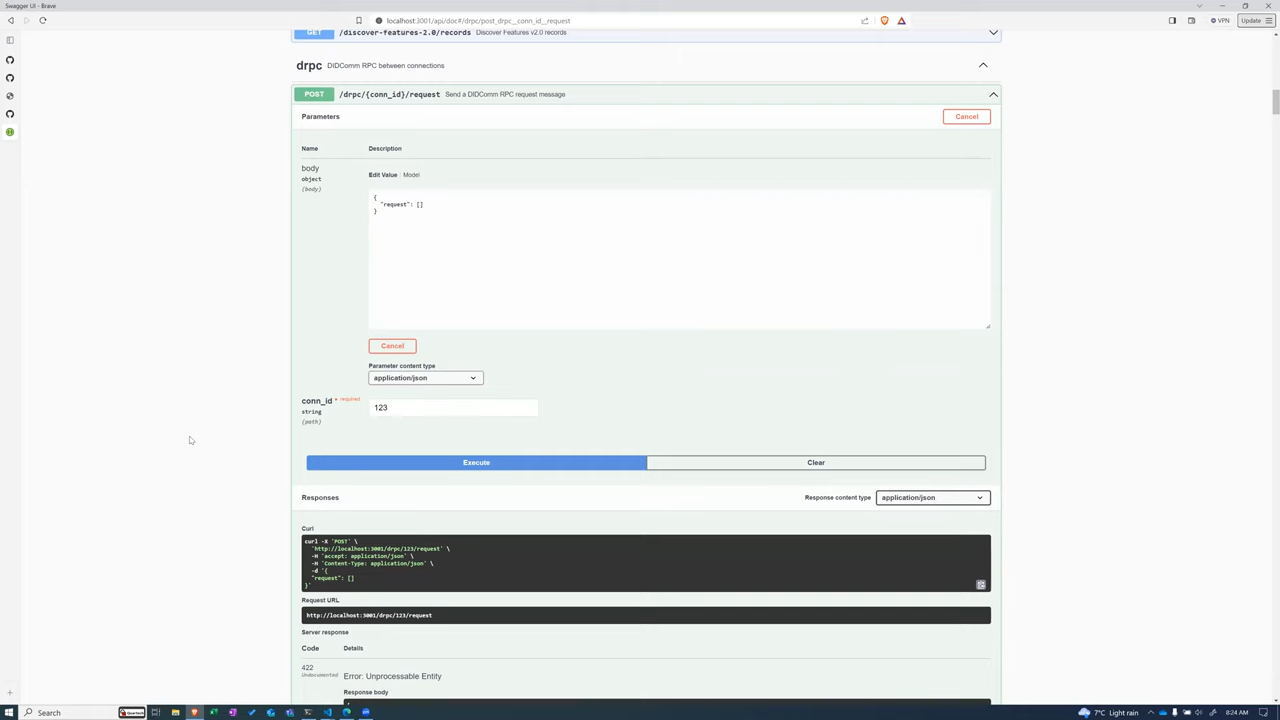 Swagger UI - Brave
localhost:3001/api/doc#/drpc/post_drpc__conn_id__request
VPN
Update
GET /discover-features-2.0/records Discover Features v2.0 records
drpc DIDComm RPC between connections
POST /drpc/{conn_id}/request Send a DIDComm RPC request message
Parameters
Cancel
Name Description
body
object
(body)
Edit Value Model
{
"request": []
}
Cancel
Parameter content type
application/json
conn_id * required
string
(path)
123
Execute
Clear
Responses
Response content type application/json
Curl
curl -X 'POST' \
'http://localhost:3001/drpc/123/request' \
-H 'accept: application/json' \
-H 'Content-Type: application/json' \
-d '{
"request": []
}'
Request URL
http://localhost:3001/drpc/123/request
Server response
Code Details
422
Undocumented
Error: Unprocessable Entity
Response body
Search
Quartech
7°C Light rain
8:24 AM